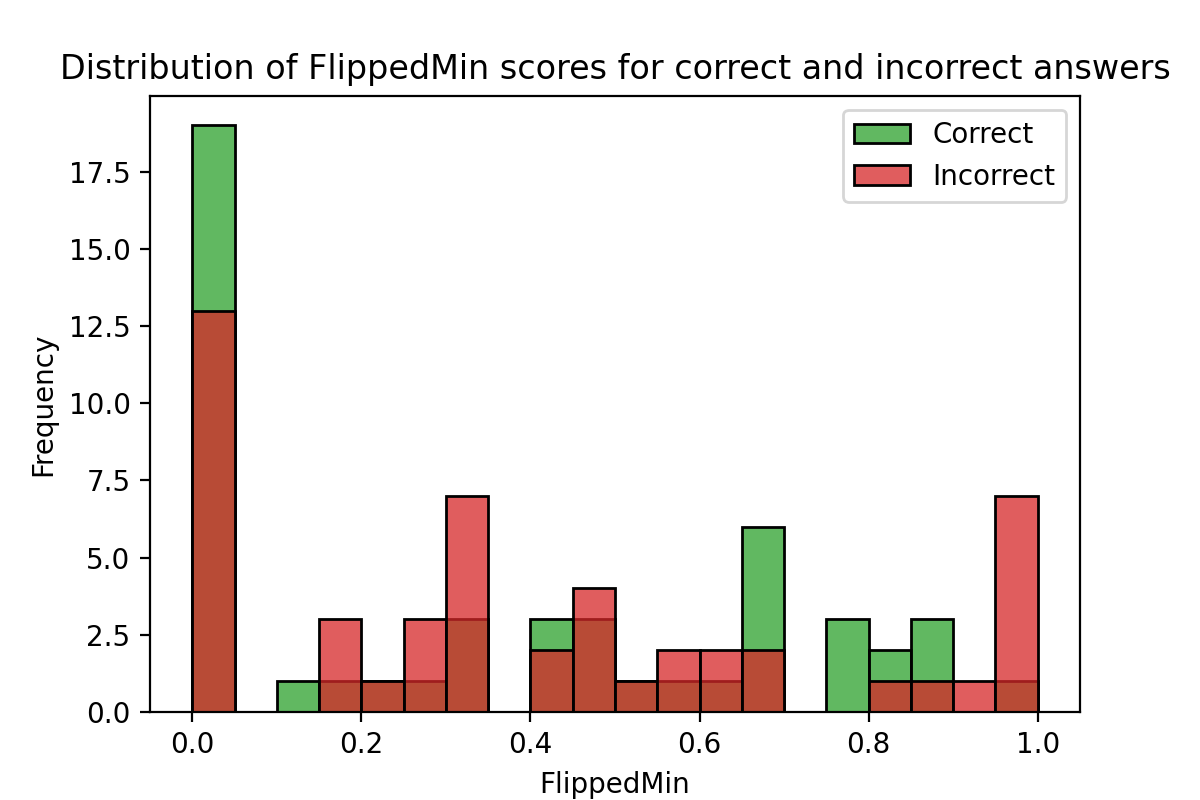 Distribution of FlippedMin scores for correct and incorrect answers
Correct
Incorrect
17.5
15.0
12.5
10.0
7.5
5.0
2.5
0.0
Frequency
0.0 0.2 0.4 0.6 0.8 1.0
FlippedMin